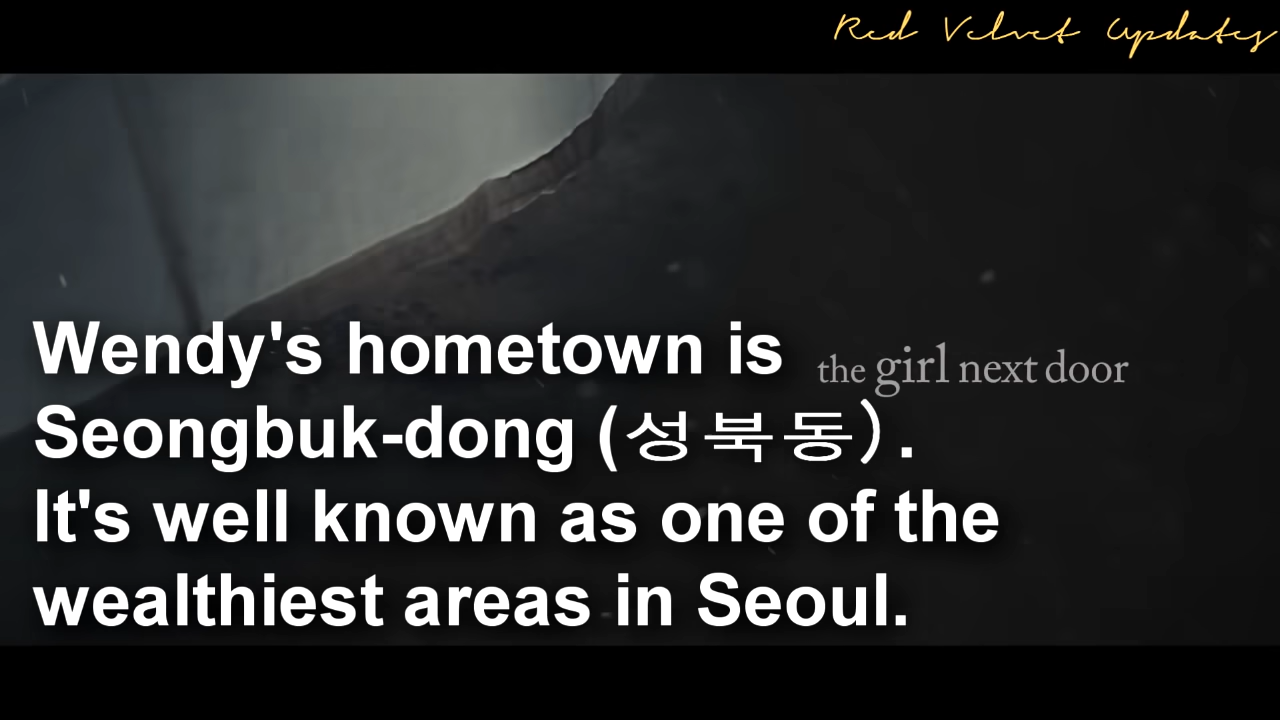 Red Velvet Updates
Wendy's hometown is
the girl next door
Seongbuk-dong (성북동).
It's well known as one of the
wealthiest areas in Seoul.